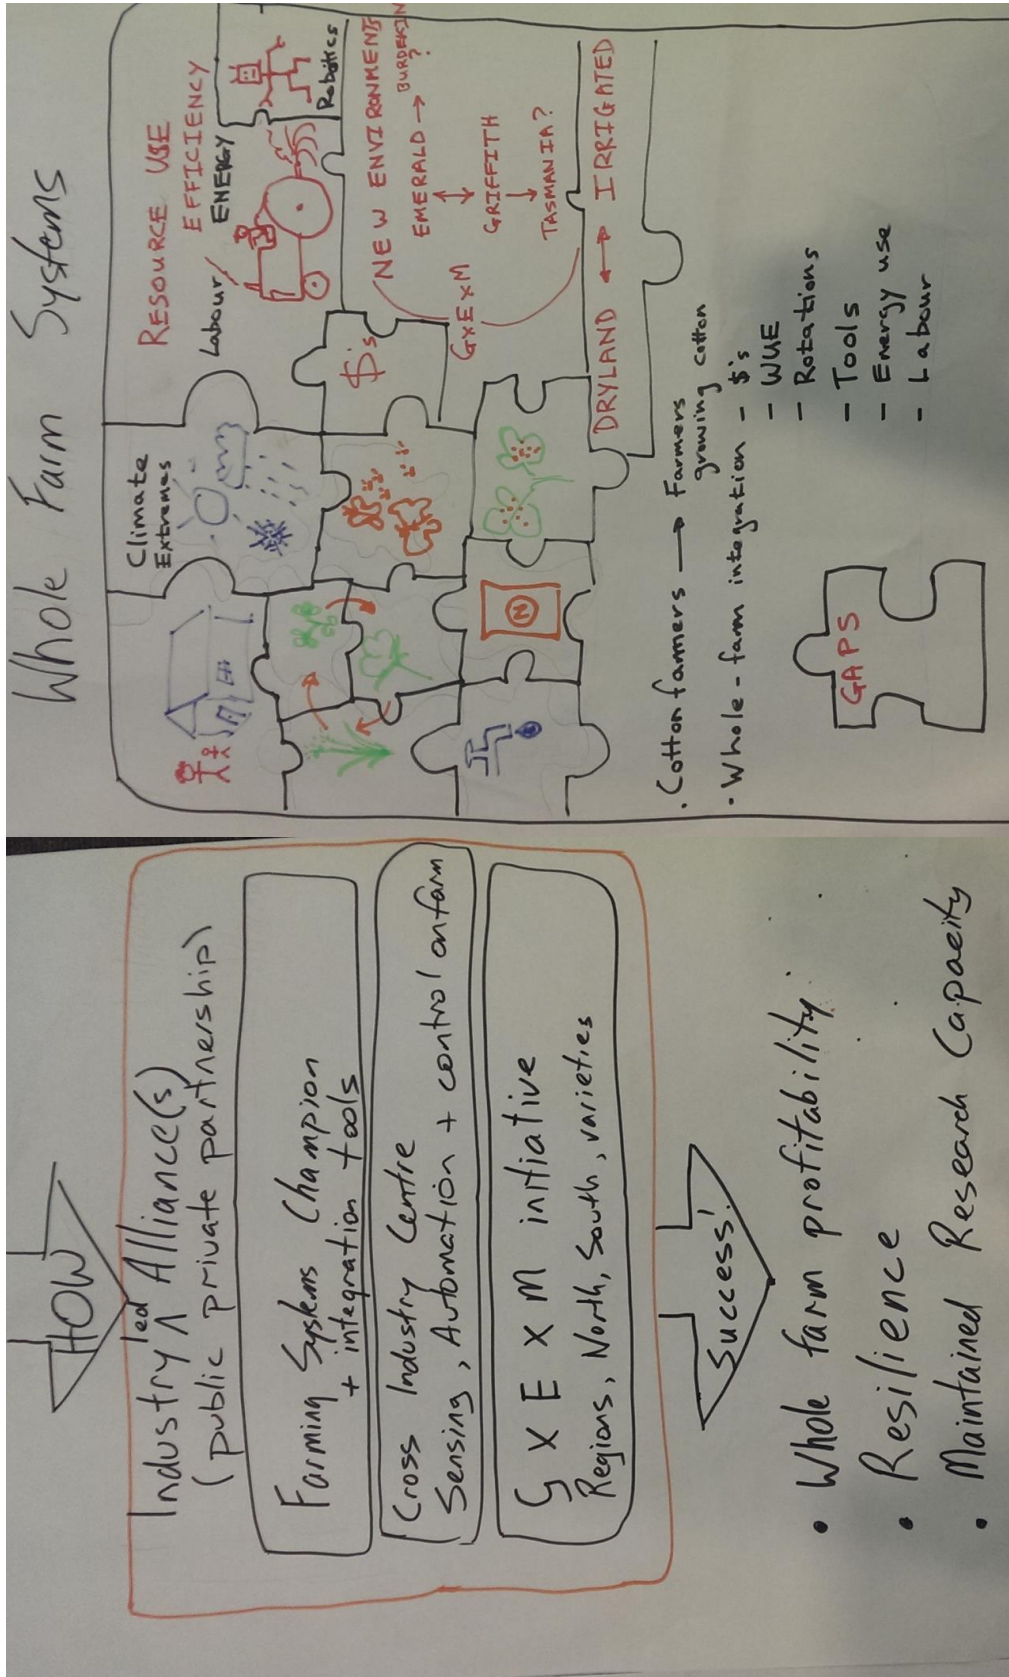 Whole Farm Systems
Climate
Extremes
RESOURCE USE
EFFICIENCY
Labour/ ENERGY
Robotics
$'s
NEW ENVIRONMENTS
EMERALD → BURDEKIN
?
GRIFFITH
TASMANIA?
GxExM
N
DRYLAND ↔ IRRIGATED
• Cotton farmers → Farmers
growing cotton
• Whole-farm integration - $'s
- WUE
- Rotations
- Tools
- Energy use
- Labour
GAPS
HOW
Industry led Alliance(s)
(public private partnership)
Farming Systems Champion
+ integration tools
Cross Industry Centre
Sensing, Automation + control onfarm
G x E x M initiative
Regions, North, South, varieties
Success!
• Whole farm profitability
• Resilience
• Maintained Research Capacity